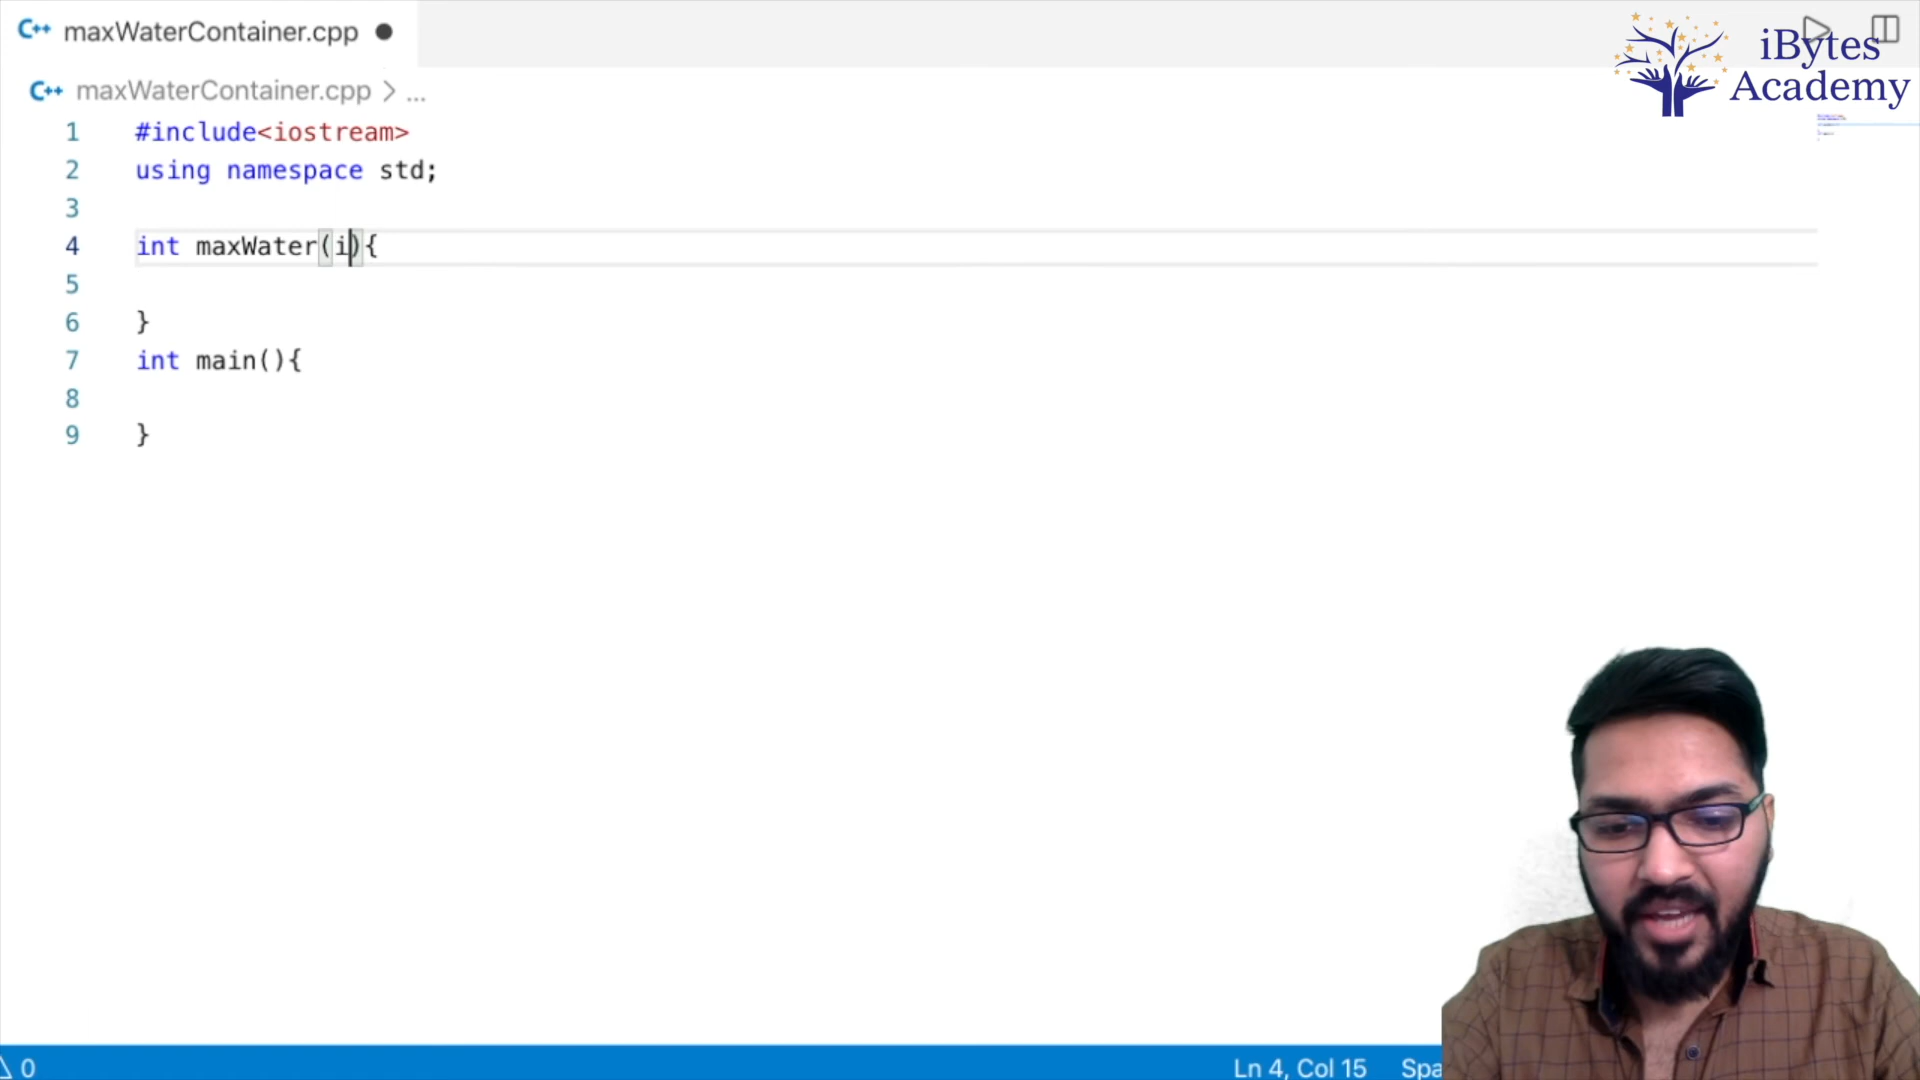 maxWaterContainer.cpp
iBytes
Academy
maxWaterContainer.cpp > ...
1 #include<iostream>
2 using namespace std;
3
4 int maxWater(i){
5
6 }
7 int main(){
8
9 }
0
Ln 4, Col 15
Spa